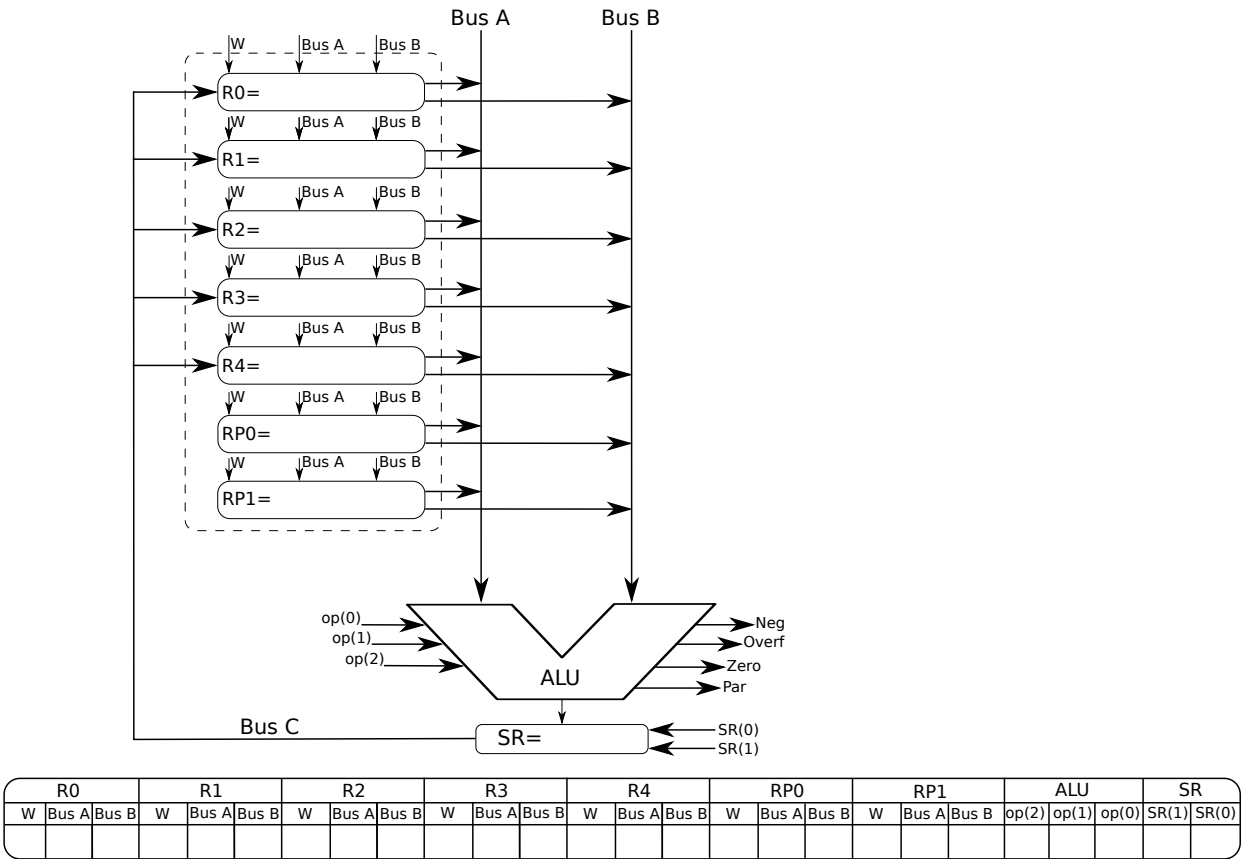 Bus A Bus B
W Bus A Bus B
R0=
W Bus A Bus B
R1=
W Bus A Bus B
R2=
W Bus A Bus B
R3=
W Bus A Bus B
R4=
W Bus A Bus B
RP0=
W Bus A Bus B
RP1=
op(0)
op(1)
op(2)
ALU
Neg
Overf
Zero
Par
Bus C
SR=
SR(0)
SR(1)
R0 R1 R2 R3 R4 RP0 RP1 ALU SR
W Bus A Bus B W Bus A Bus B W Bus A Bus B W Bus A Bus B W Bus A Bus B W Bus A Bus B W Bus A Bus B op(2) op(1) op(0) SR(1) SR(0)